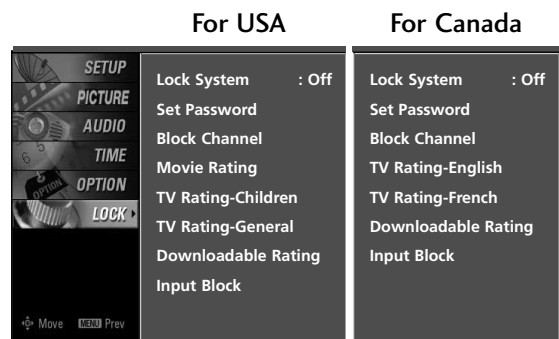 For USA
For Canada
SETUP
PICTURE
AUDIO
TIME
OPTION
LOCK
Move MENU Prev
Lock System : Off
Set Password
Block Channel
Movie Rating
TV Rating-Children
TV Rating-General
Downloadable Rating
Input Block
Lock System : Off
Set Password
Block Channel
TV Rating-English
TV Rating-French
Downloadable Rating
Input Block